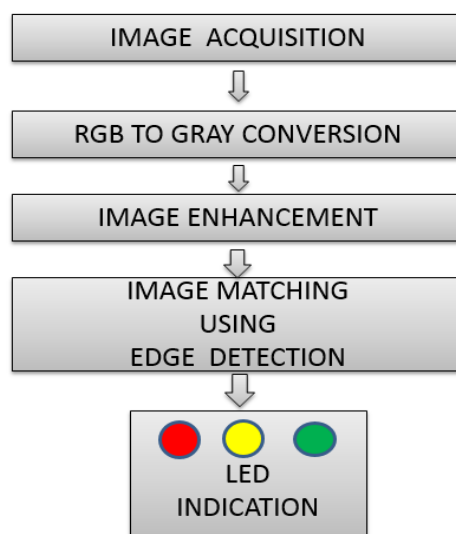 IMAGE ACQUISITION
RGB TO GRAY CONVERSION
IMAGE ENHANCEMENT
IMAGE MATCHING
USING
EDGE DETECTION
LED
INDICATION